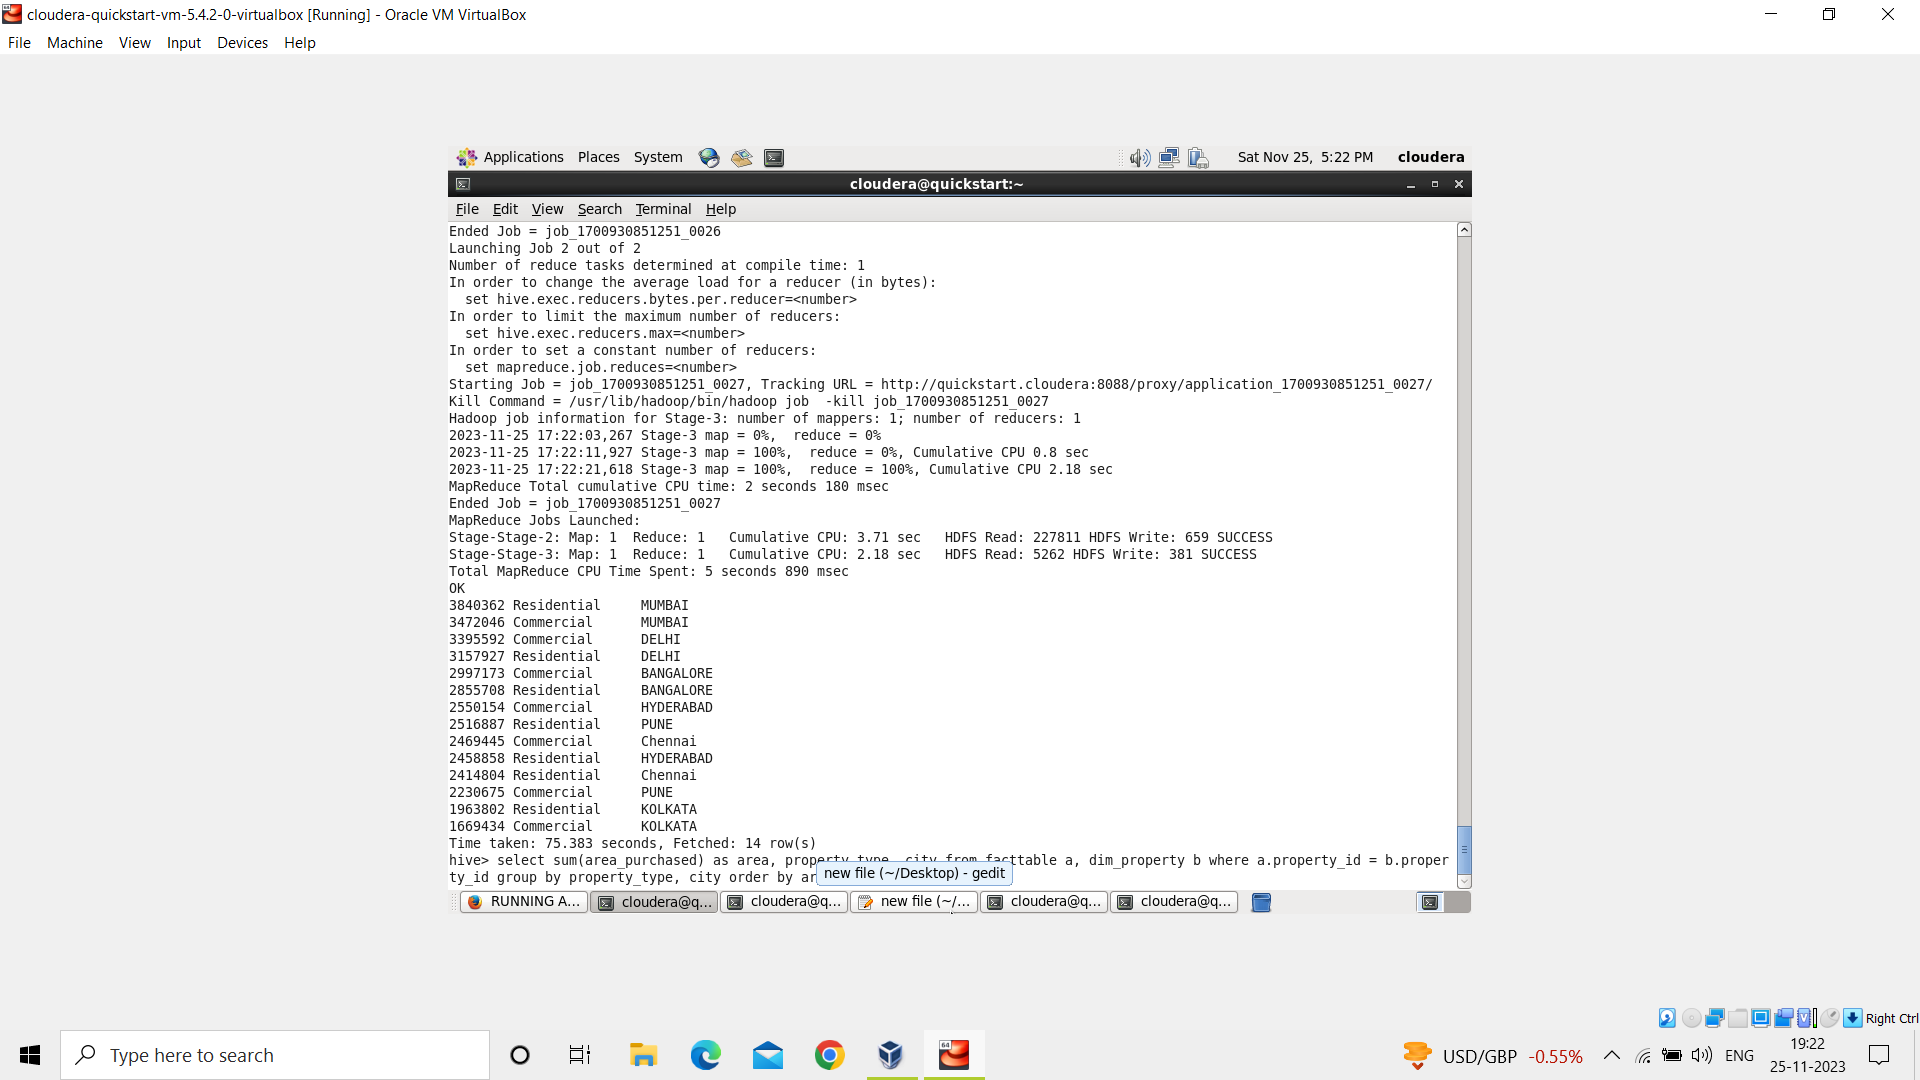 cloudera-quickstart-vm-5.4.2-0-virtualbox [Running] - Oracle VM VirtualBox
File Machine View Input Devices Help
Applications Places System Sat Nov 25, 5:22 PM cloudera
cloudera@quickstart:~
File Edit View Search Terminal Help
Ended Job = job_1700930851251_0026
Launching Job 2 out of 2
Number of reduce tasks determined at compile time: 1
In order to change the average load for a reducer (in bytes):
  set hive.exec.reducers.bytes.per.reducer=<number>
In order to limit the maximum number of reducers:
  set hive.exec.reducers.max=<number>
In order to set a constant number of reducers:
  set mapreduce.job.reduces=<number>
Starting Job = job_1700930851251_0027, Tracking URL = http://quickstart.cloudera:8088/proxy/application_1700930851251_0027/
Kill Command = /usr/lib/hadoop/bin/hadoop job  -kill job_1700930851251_0027
Hadoop job information for Stage-3: number of mappers: 1; number of reducers: 1
2023-11-25 17:22:03,267 Stage-3 map = 0%,  reduce = 0%
2023-11-25 17:22:11,927 Stage-3 map = 100%,  reduce = 0%, Cumulative CPU 0.8 sec
2023-11-25 17:22:21,618 Stage-3 map = 100%,  reduce = 100%, Cumulative CPU 2.18 sec
MapReduce Total cumulative CPU time: 2 seconds 180 msec
Ended Job = job_1700930851251_0027
MapReduce Jobs Launched:
Stage-Stage-2: Map: 1  Reduce: 1   Cumulative CPU: 3.71 sec   HDFS Read: 227811 HDFS Write: 659 SUCCESS
Stage-Stage-3: Map: 1  Reduce: 1   Cumulative CPU: 2.18 sec   HDFS Read: 5262 HDFS Write: 381 SUCCESS
Total MapReduce CPU Time Spent: 5 seconds 890 msec
OK
3840362 Residential     MUMBAI
3472046 Commercial      MUMBAI
3395592 Commercial      DELHI
3157927 Residential     DELHI
2997173 Commercial      BANGALORE
2855708 Residential     BANGALORE
2550154 Commercial      HYDERABAD
2516887 Residential     PUNE
2469445 Commercial      Chennai
2458858 Residential     HYDERABAD
2414804 Residential     Chennai
2230675 Commercial      PUNE
1963802 Residential     KOLKATA
1669434 Commercial      KOLKATA
Time taken: 75.383 seconds, Fetched: 14 row(s)
hive> select sum(area_purchased) as area, property_type, city from facttable a, dim_property b where a.property_id = b.proper
ty_id group by property_type, city order by ar
new file (~/Desktop) - gedit
RUNNING A... cloudera@q... cloudera@q... new file (~/... cloudera@q... cloudera@q...
Right Ctrl
Type here to search
USD/GBP -0.55% ENG 19:22
25-11-2023